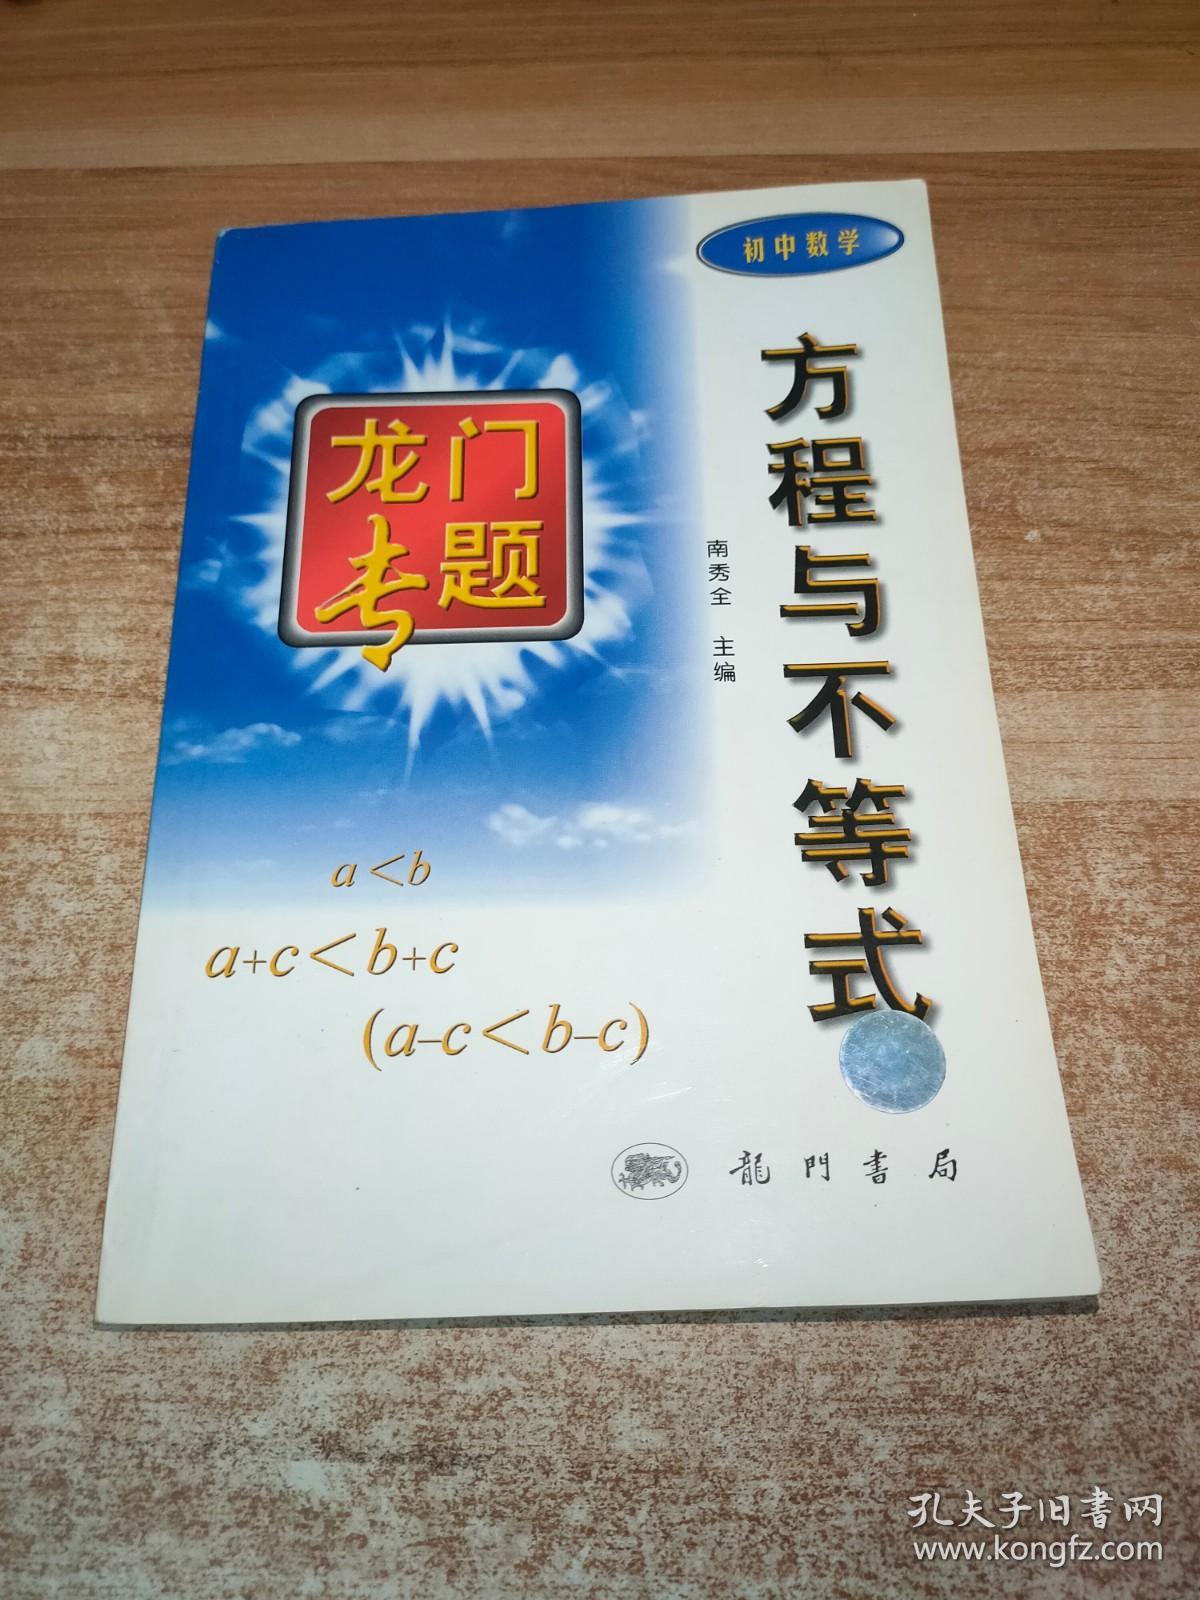 初中数学
方程与不等式
南秀全 主编
龙门
专题
a<b
a+c<b+c
(a-c<b-c)
龍門書局
孔夫子旧书网
www.kongfz.com